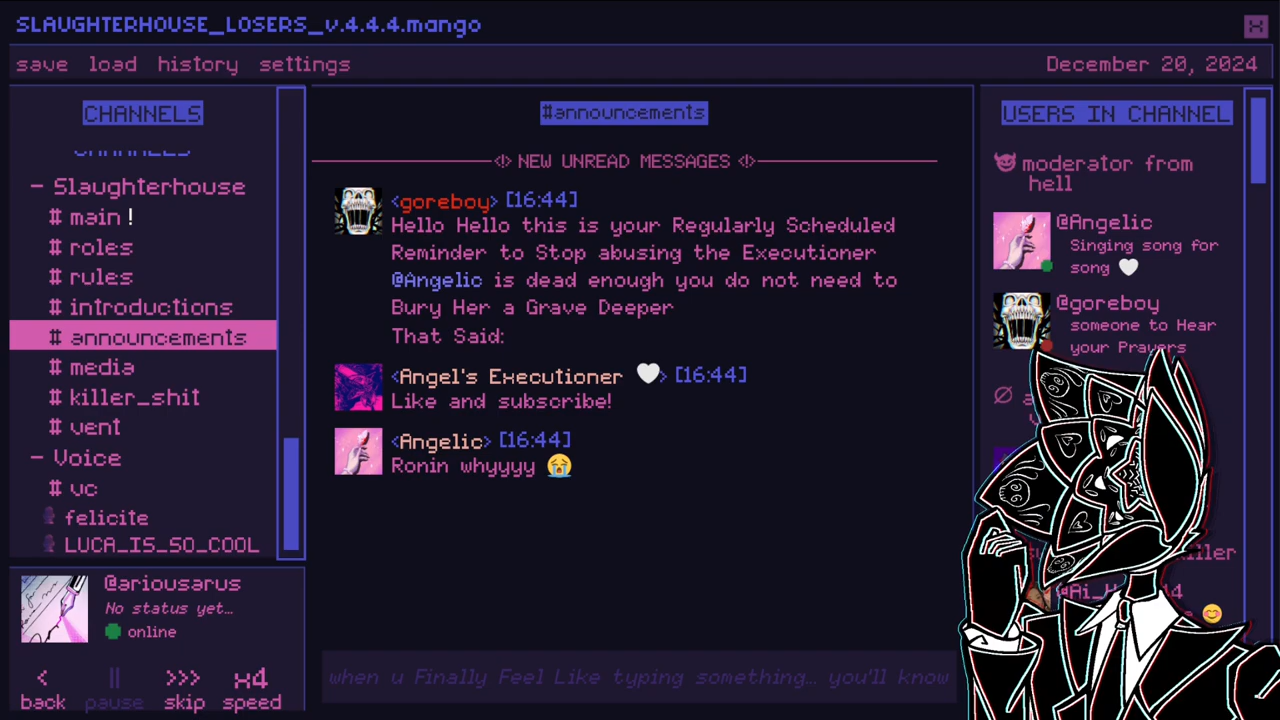 SLAUGHTERHOUSE_LOSERS_v.4.4.4.mango
save load history settings
December 20, 2024
CHANNELS
CHANNELS
- Slaughterhouse
# main !
# roles
# rules
# introductions
# announcements
# media
# killer_shit
# vent
- Voice
# vc
felicite
LUCA_IS_SO_COOL
@ariousarus
No status yet...
online
< || >>> x4
back pause skip speed
#announcements
NEW UNREAD MESSAGES
<goreboy> [16:44]
Hello Hello this is your Regularly Scheduled
Reminder to Stop abusing the Executioner
@Angelic is dead enough you do not need to
Bury Her a Grave Deeper
That Said:
<Angel's Executioner 🤍> [16:44]
Like and subscribe!
<Angelic> [16:44]
Ronin whyyyy 😭
when u Finally Feel Like typing something... you'll know
USERS IN CHANNEL
moderator from
hell
@Angelic
Singing song for
song 🤍
@goreboy
someone to Hear
your Prayers